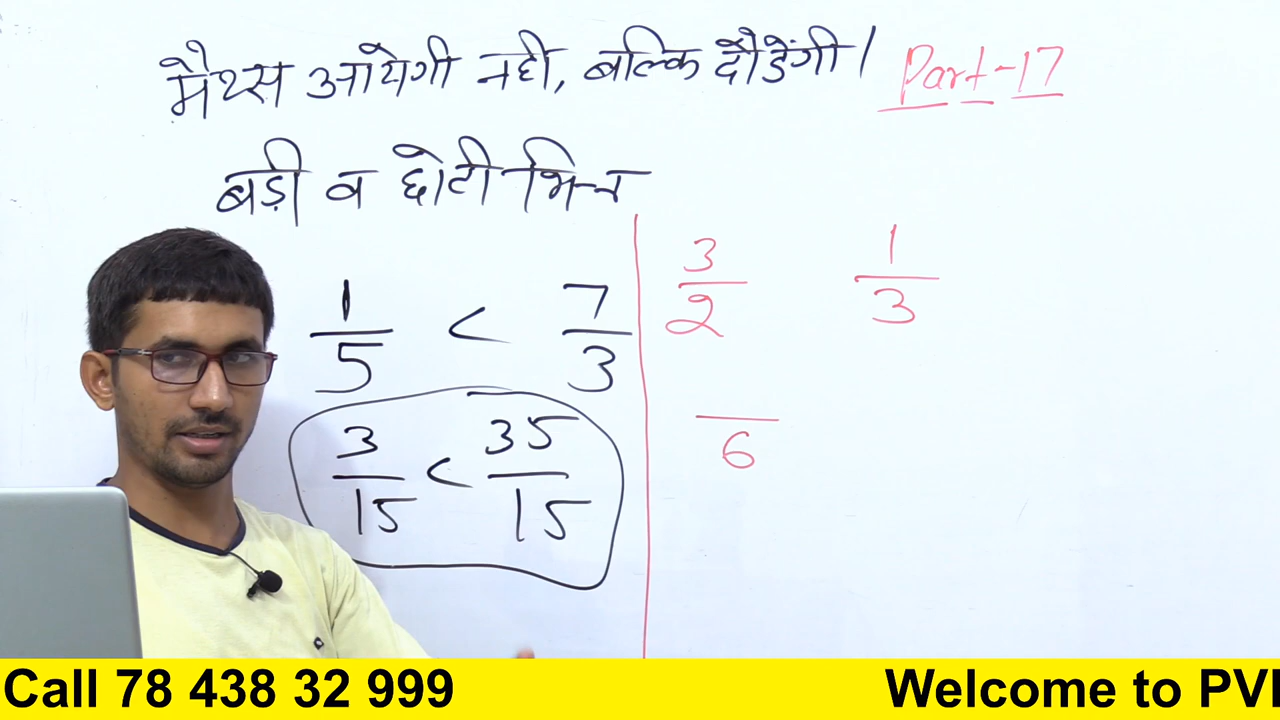 मैथ्स आयेगी नही, बल्कि दौडेंगी। Part-17
बड़ी व छोटी भिन्न
1/5 < 7/3
3/15 < 35/15
3/2 1/3
/6
Call 78 438 32 999 Welcome to